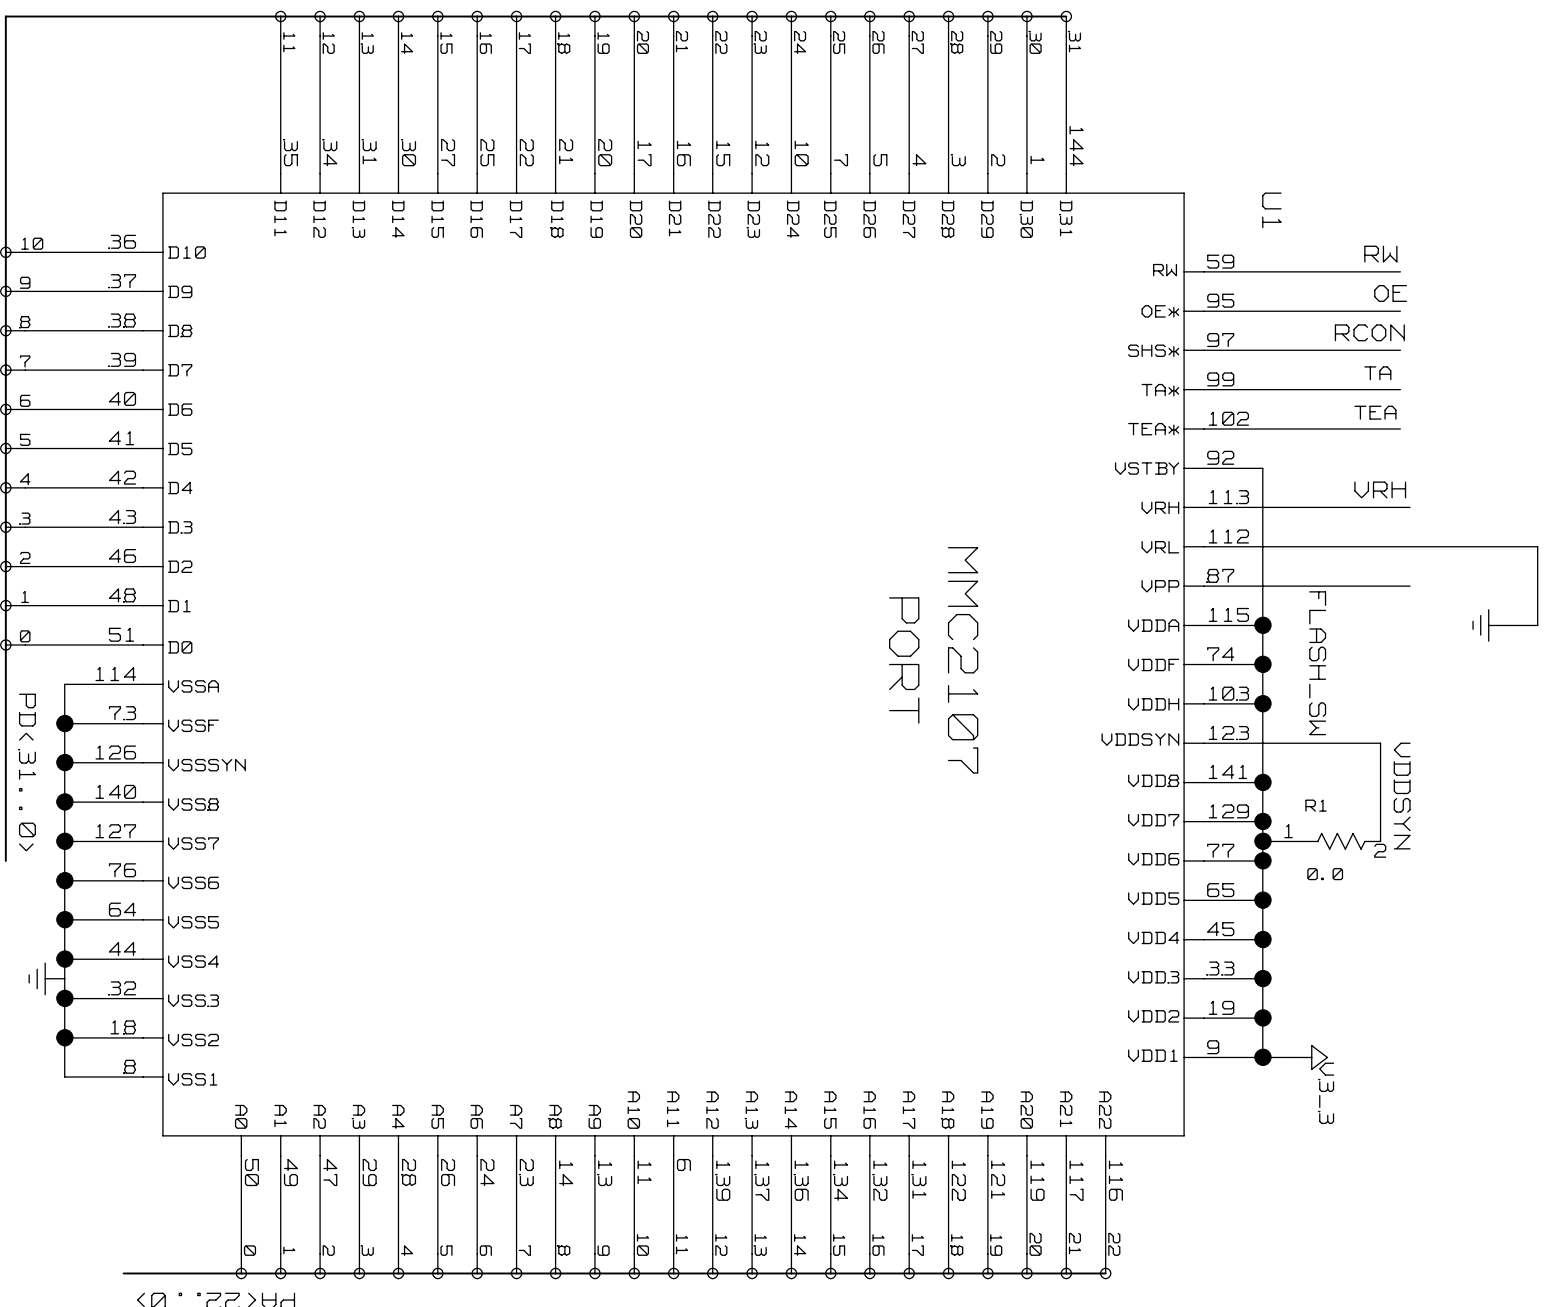 11 12 13 14 15 16 17 18 19 20 21 22 23 24 25 26 27 28 29 30 31
35 34 31 30 27 25 22 21 20 17 16 15 12 10 7 5 4 3 2 1 144
D11 D12 D13 D14 D15 D16 D17 D18 D19 D20 D21 D22 D23 D24 D25 D26 D27 D28 D29 D30 D31
U1
10 36 D10
9 37 D9
8 38 D8
7 39 D7
6 40 D6
5 41 D5
4 42 D4
3 43 D3
2 46 D2
1 48 D1
0 51 D0
114 VSSA
73 VSSF
126 VSSSYN
140 VSS8
127 VSS7
76 VSS6
64 VSS5
44 VSS4
32 VSS3
18 VSS2
8 VSS1
PD<31..0>
MMC2107
PORT
RW 59 RW
OE* 95 OE
SHS* 97 RCON
TA* 99 TA
TEA* 102 TEA
VSTBY 92
VRH 113 VRH
VRL 112
VPP 87
FLASH_SW
VDDA 115
VDDF 74
VDDH 103
VDDSYN 123
VDDSYN
VDD8 141
VDD7 129
R1
1
2
0.0
VDD6 77
VDD5 65
VDD4 45
VDD3 33
VDD2 19
VDD1 9
V3_3
A0 A1 A2 A3 A4 A5 A6 A7 A8 A9 A10 A11 A12 A13 A14 A15 A16 A17 A18 A19 A20 A21 A22
50 49 47 29 28 26 24 23 14 13 11 6 139 137 136 134 132 131 122 121 119 117 116
0 1 2 3 4 5 6 7 8 9 10 11 12 13 14 15 16 17 18 19 20 21 22
PA<22..0>